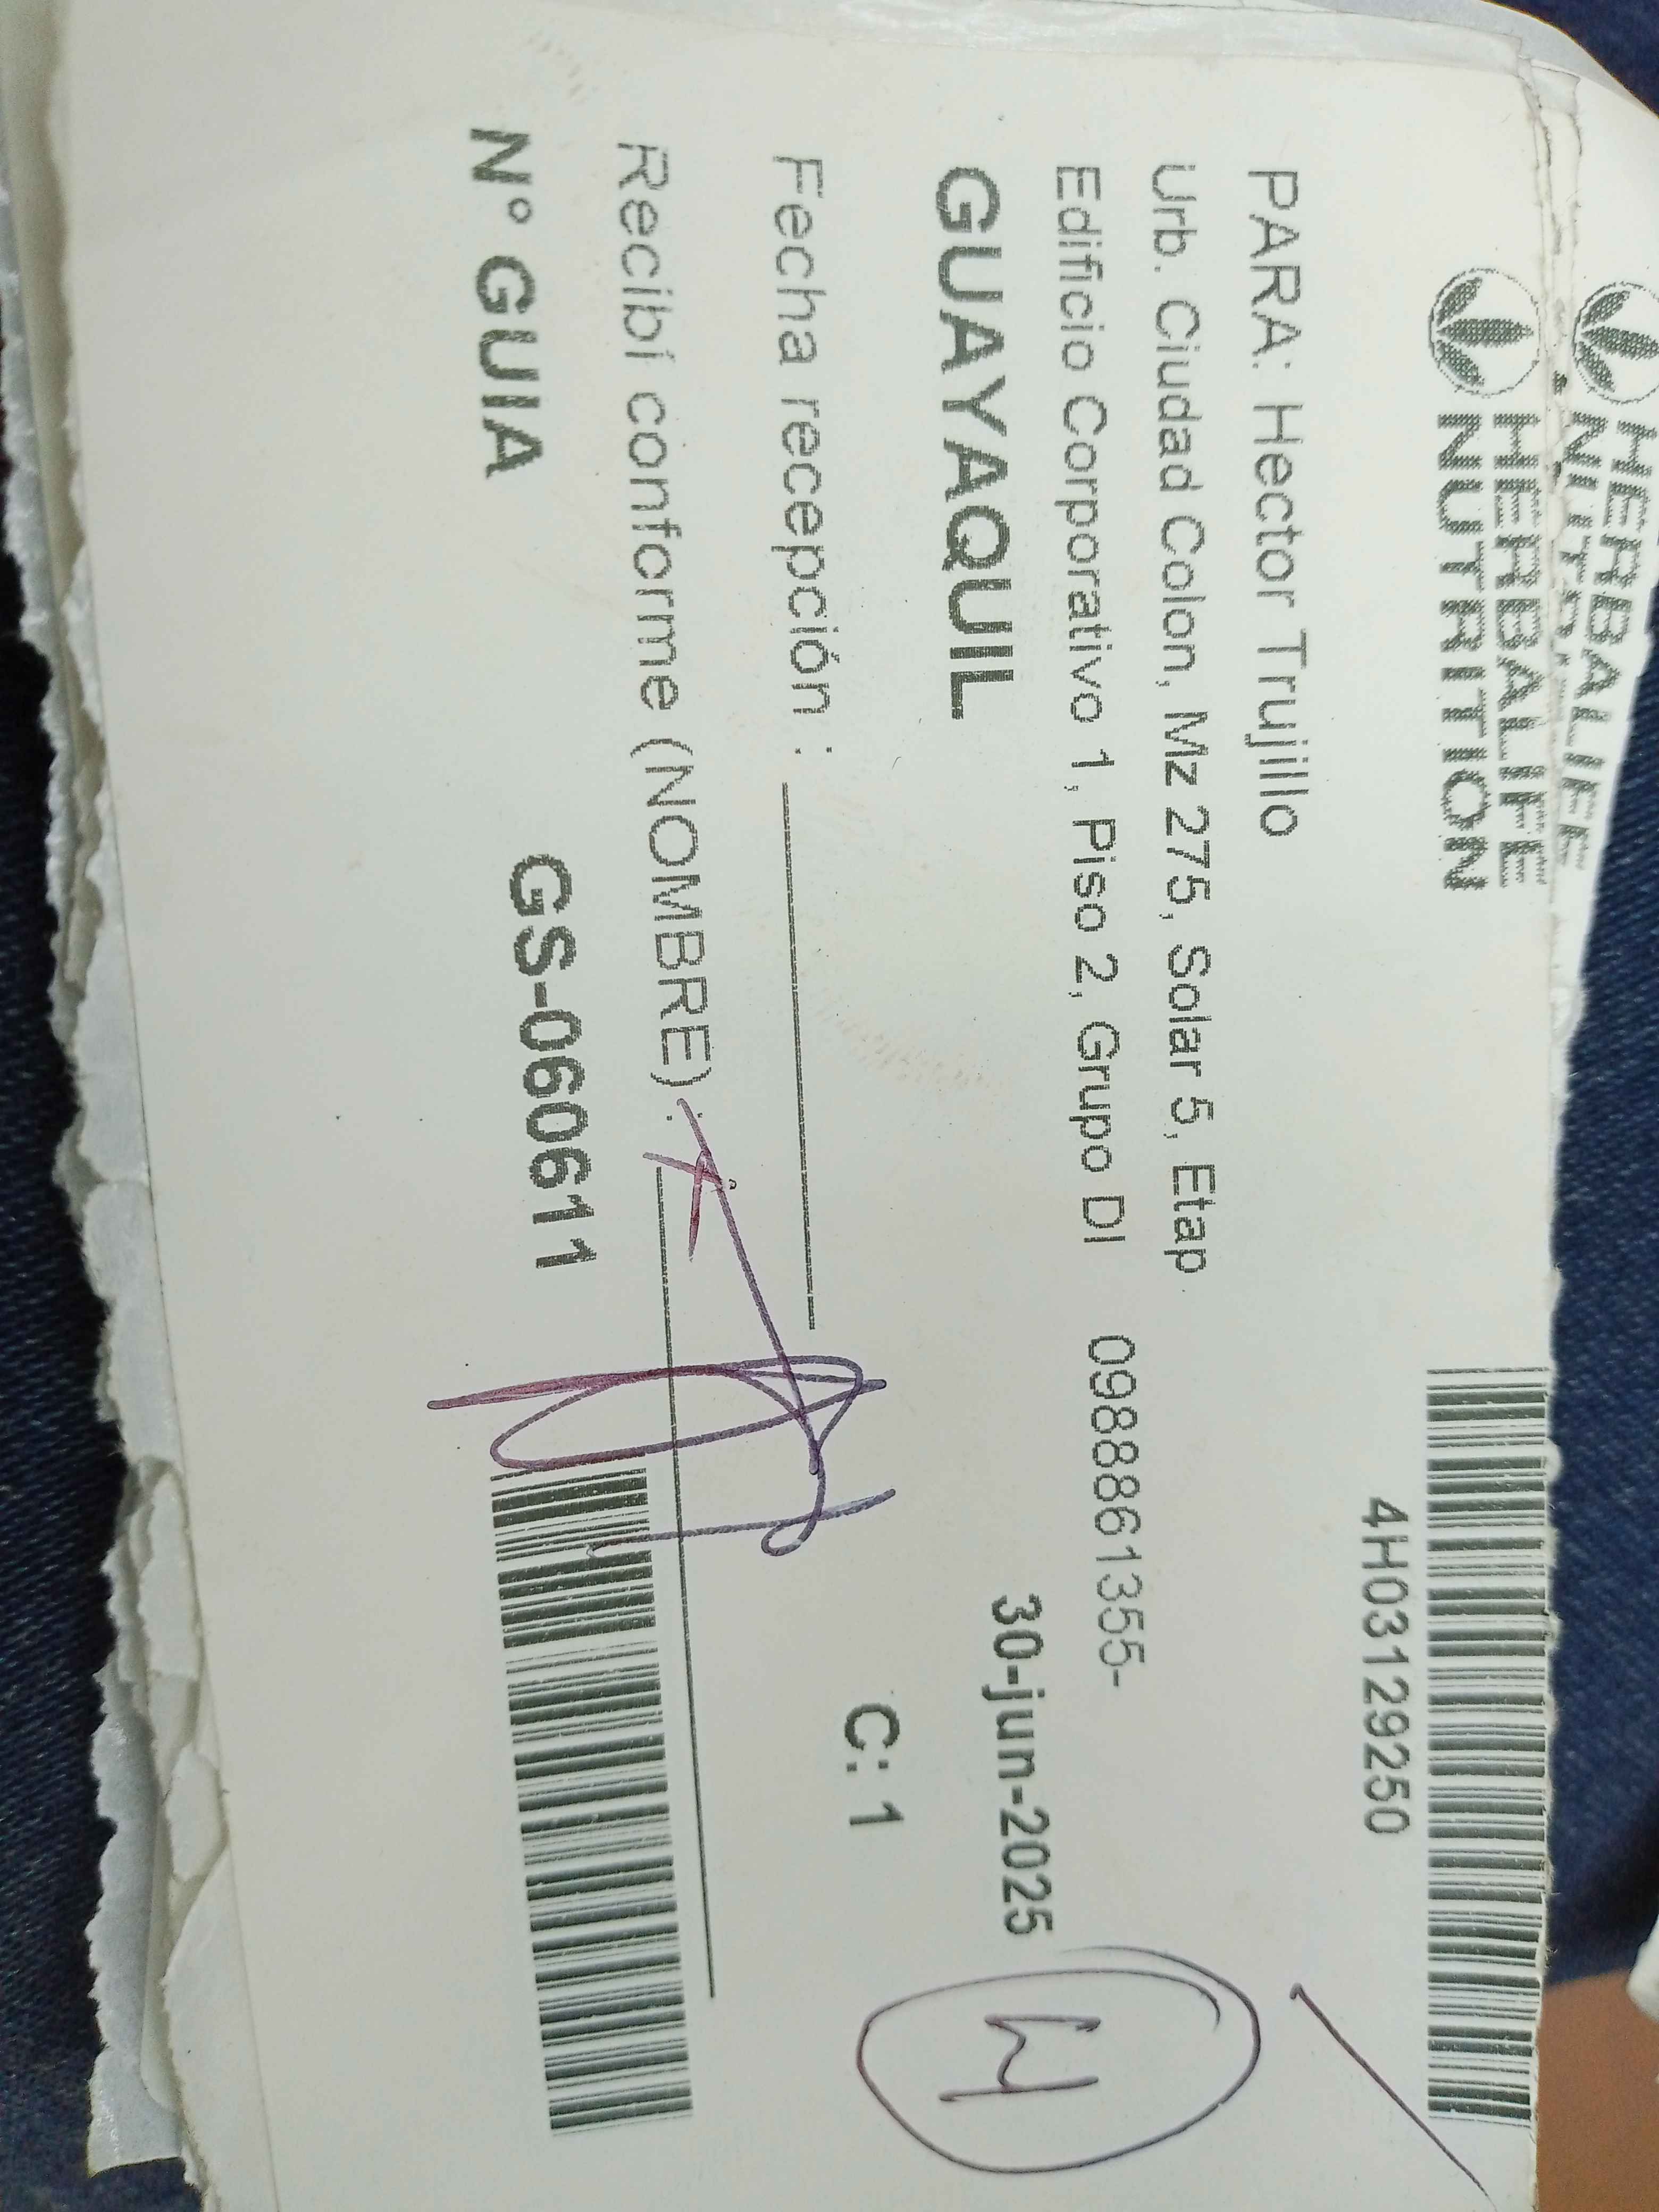 HERBALIFE
HERBALIFE
NUTRITION
4H03129250
PARA: Hector Trujillo
Urb. Ciudad Colon, Mz 275, Solar 5, Etap
Edificio Corporativo 1, Piso 2, Grupo DI 0988861355-
GUAYAQUIL 30-jun-2025
C: 1
Fecha recepción :
Recibí conforme (NOMBRE) :
N° GUIA GS-060611